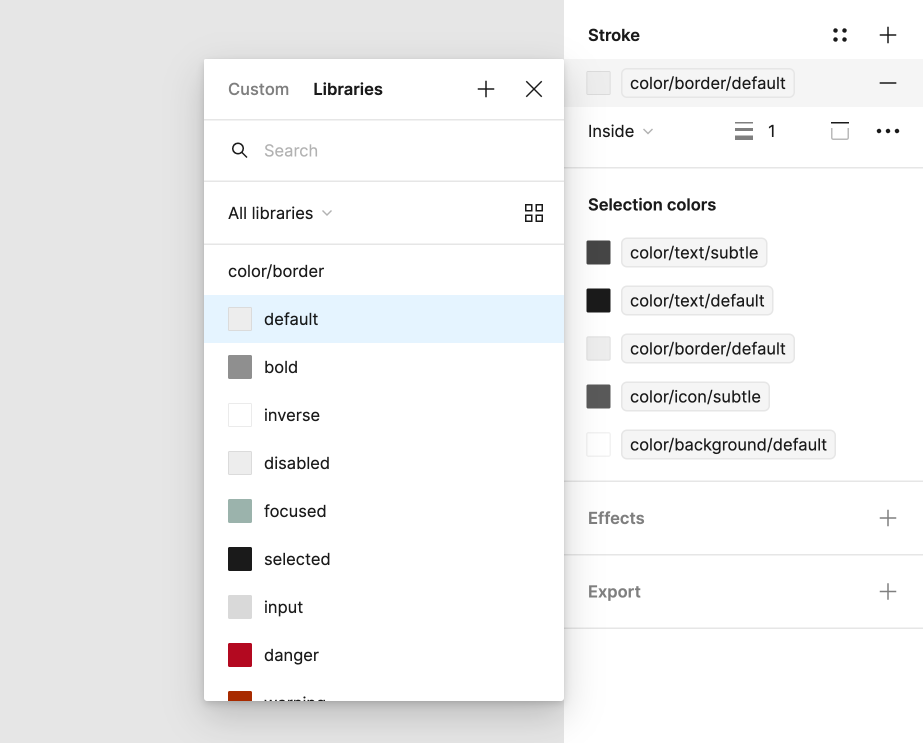 Custom
Libraries
Search
All libraries
color/border
default
bold
inverse
disabled
focused
selected
input
danger
warning
Stroke
color/border/default
Inside
1
Selection colors
color/text/subtle
color/text/default
color/border/default
color/icon/subtle
color/background/default
Effects
Export